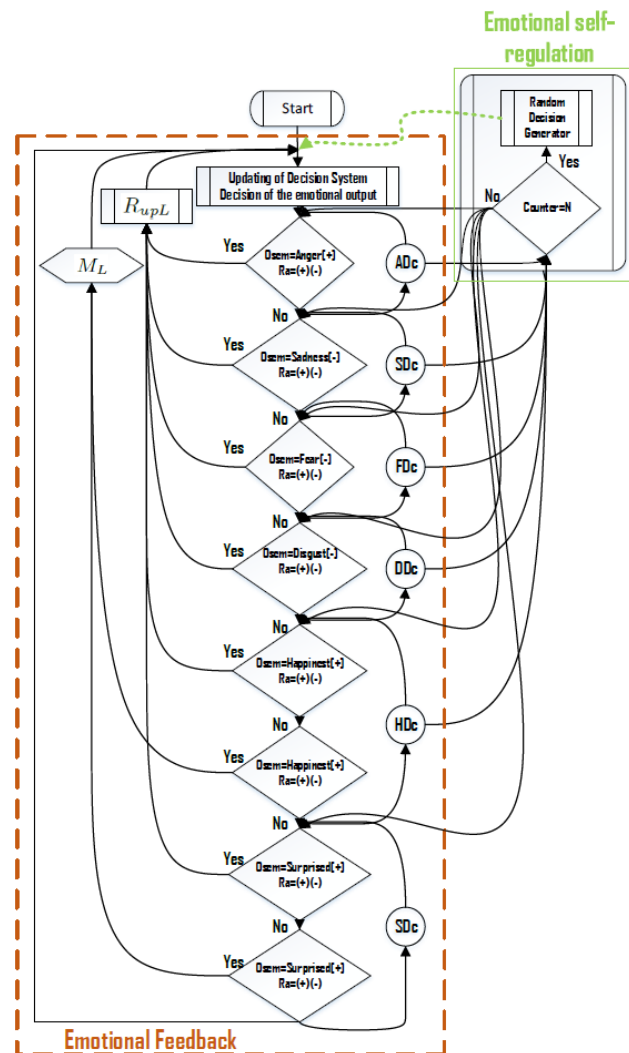 Emotional self-
regulation
Start
Random
Decision
Generator
Yes
No
Counter=N
Updating of Decision System
Decision of the emotional output
R_upL
M_L
Yes
Osem=Anger[+]
Ra=(+)(-)
ADc
No
Yes
Osem=Sadness[-]
Ra=(+)(-)
SDc
No
Yes
Osem=Fear[-]
Ra=(+)(-)
FDc
No
Yes
Osem=Disgust[-]
Ra=(+)(-)
DDc
No
Yes
Osem=Happinest[+]
Ra=(+)(-)
HDc
No
Yes
Osem=Happinest[+]
Ra=(+)(-)
No
Yes
Osem=Surprised[+]
Ra=(+)(-)
No
Yes
Osem=Surprised[+]
Ra=(+)(-)
SDc
Emotional Feedback